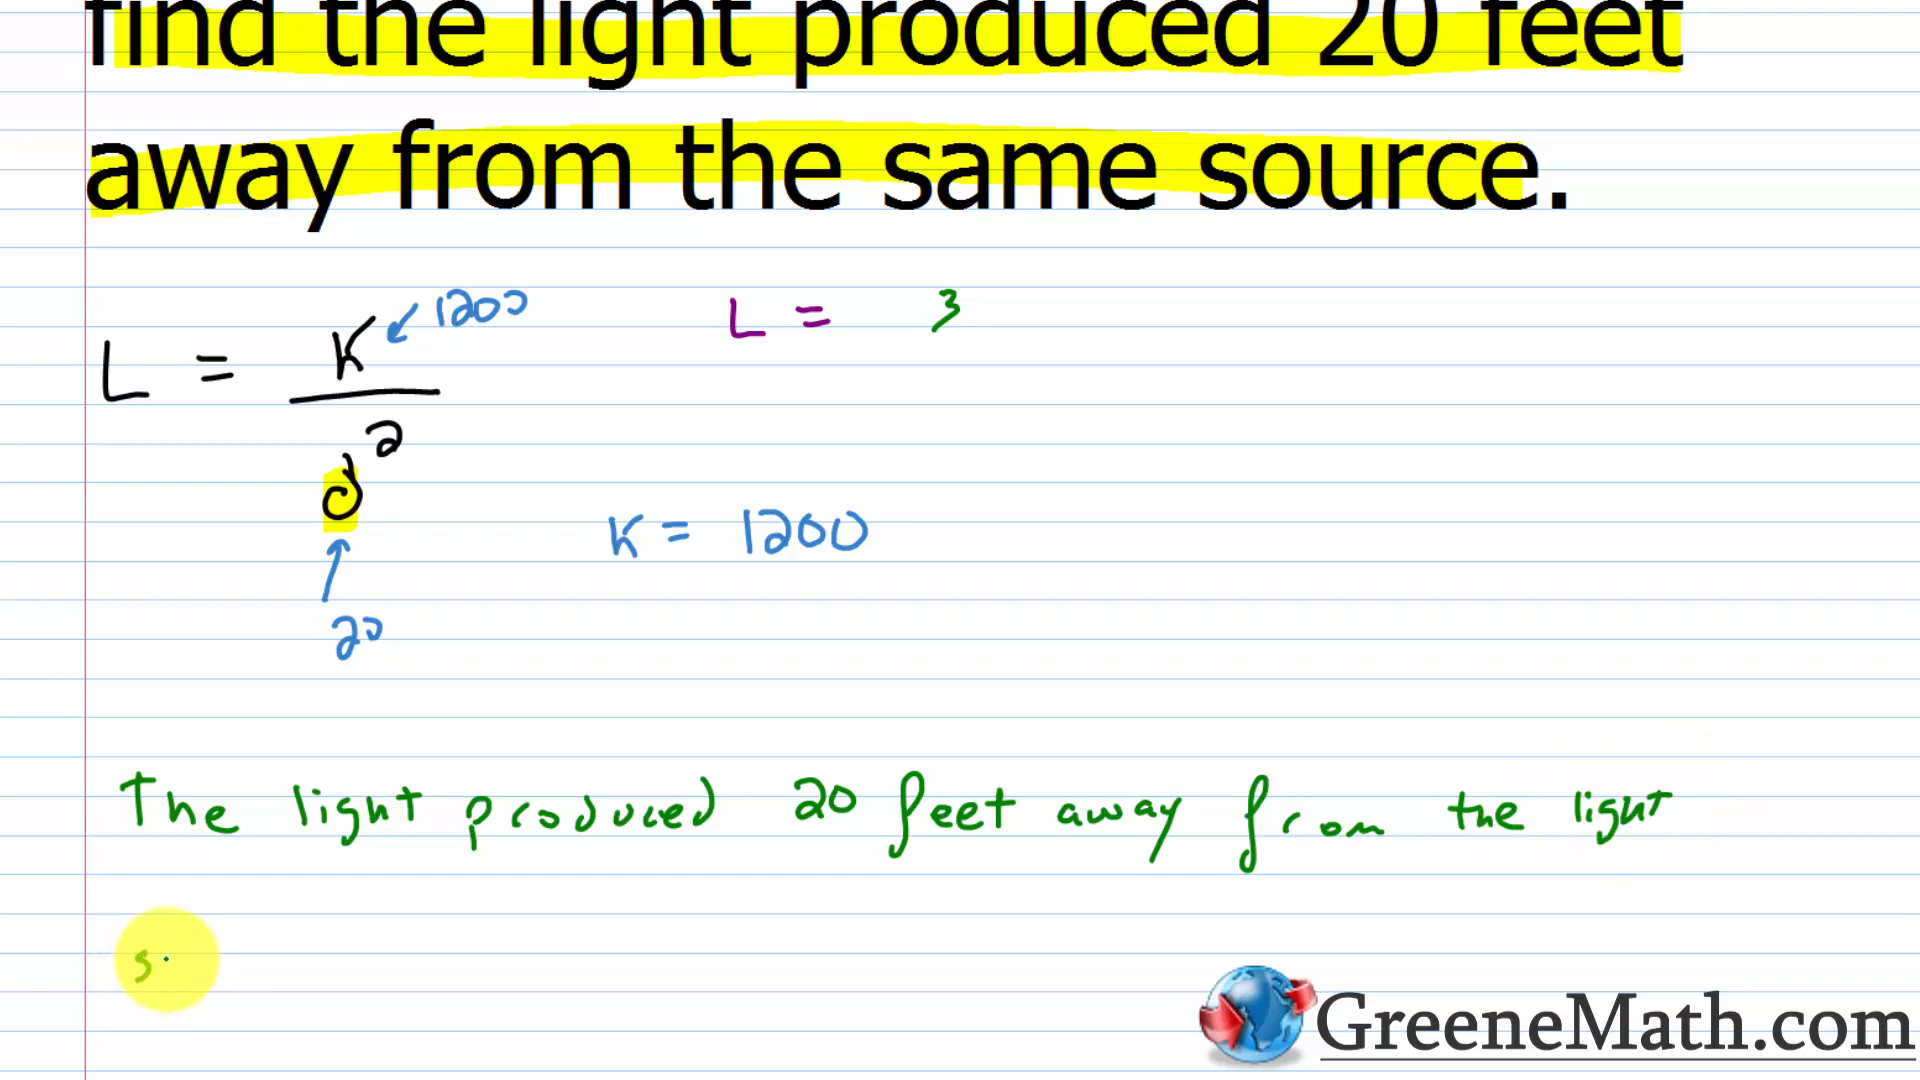 find the light produced 20 feet
away from the same source.
L = K / d² 1200 L = 3
K = 1200
20
The light produced 20 feet away from the light
s
GreeneMath.com